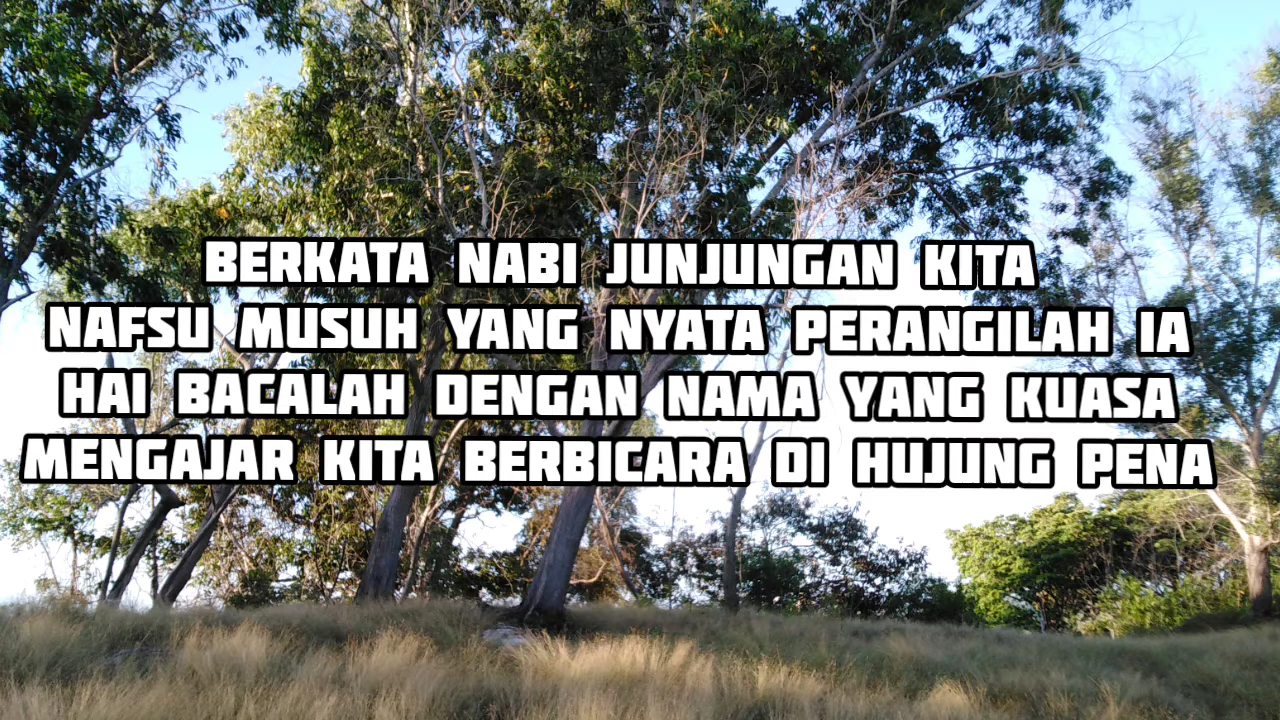 BERKATA NABI JUNJUNGAN KITA
NAFSU MUSUH YANG NYATA PERANGILAH IA
HAI BACALAH DENGAN NAMA YANG KUASA
MENGAJAR KITA BERBICARA DI HUJUNG PENA